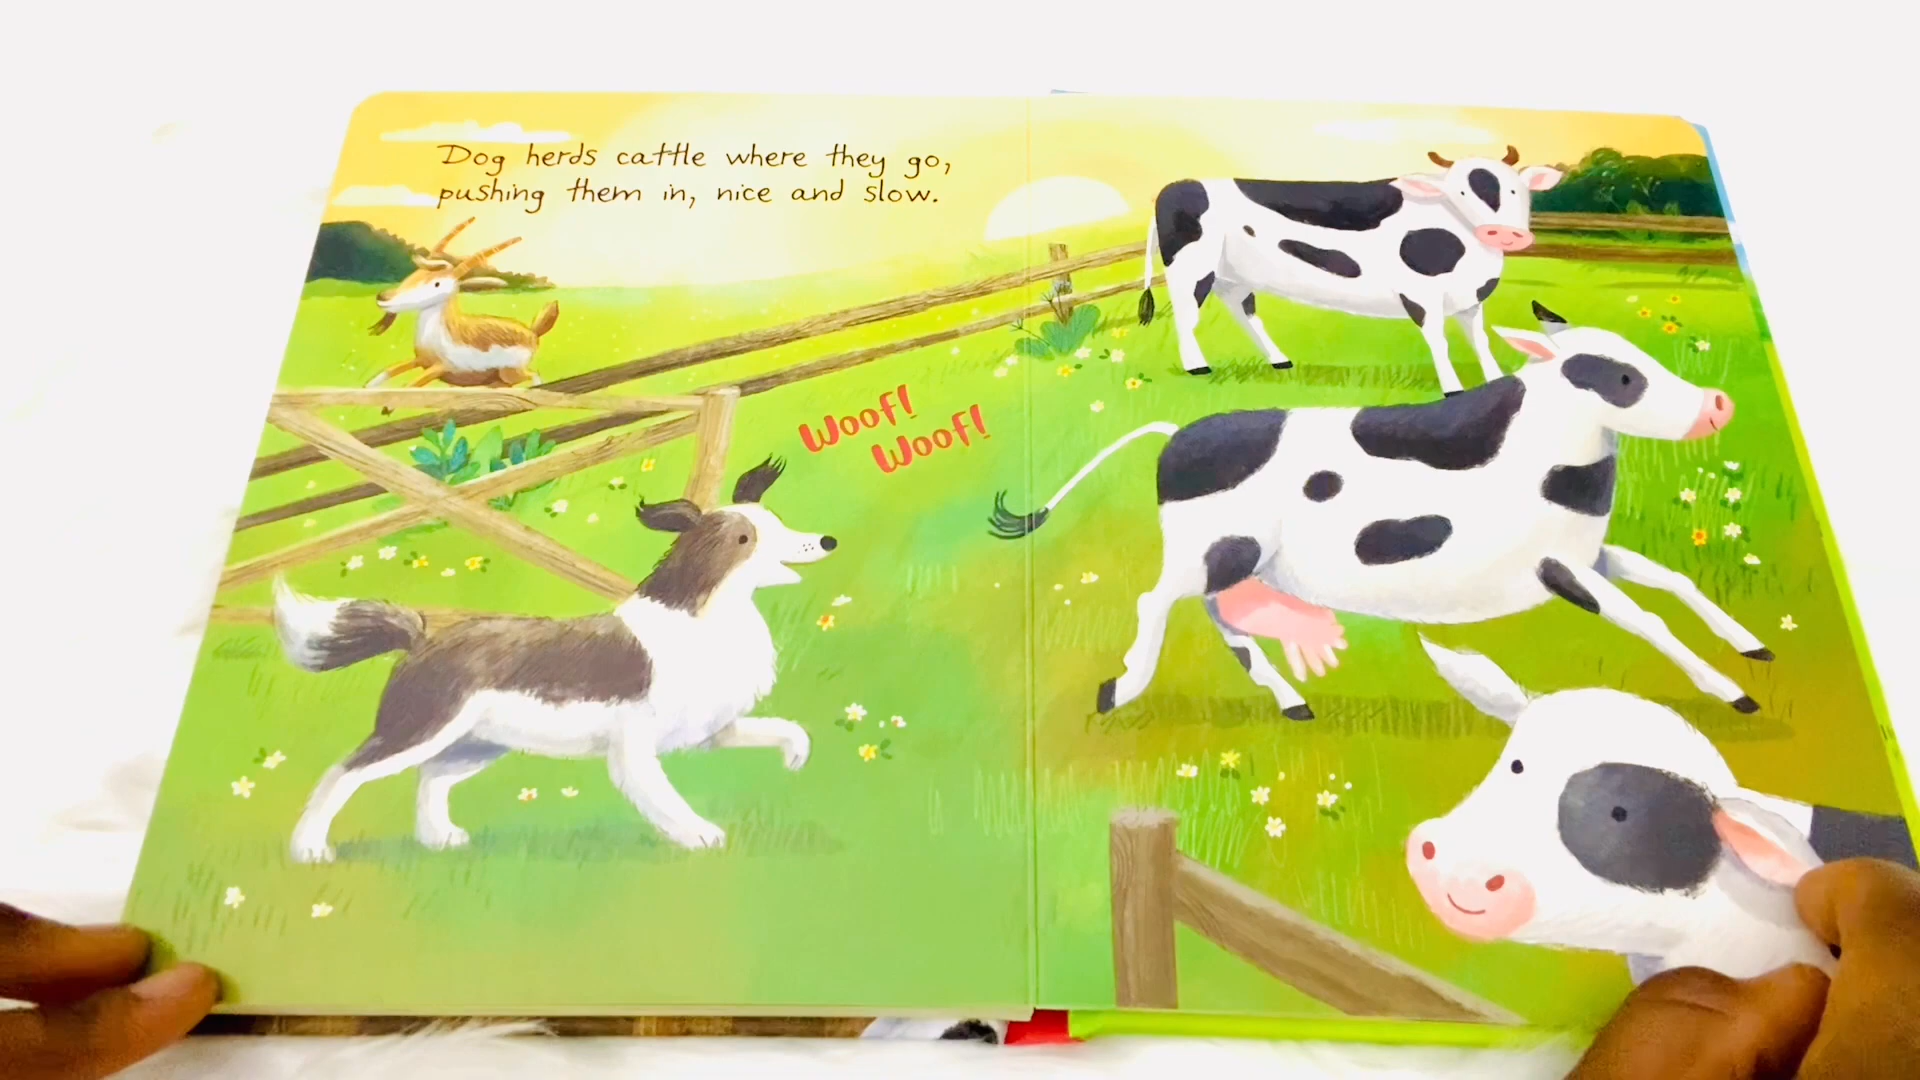 Dog herds cattle where they go,
pushing them in, nice and slow.
Woof!
Woof!